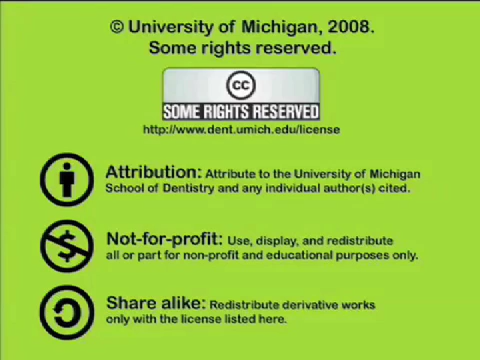 © University of Michigan, 2008.
Some rights reserved.
cc
SOME RIGHTS RESERVED
http://www.dent.umich.edu/license
Attribution: Attribute to the University of Michigan
School of Dentistry and any individual author(s) cited.
Not-for-profit: Use, display, and redistribute
all or part for non-profit and educational purposes only.
Share alike: Redistribute derivative works
only with the license listed here.